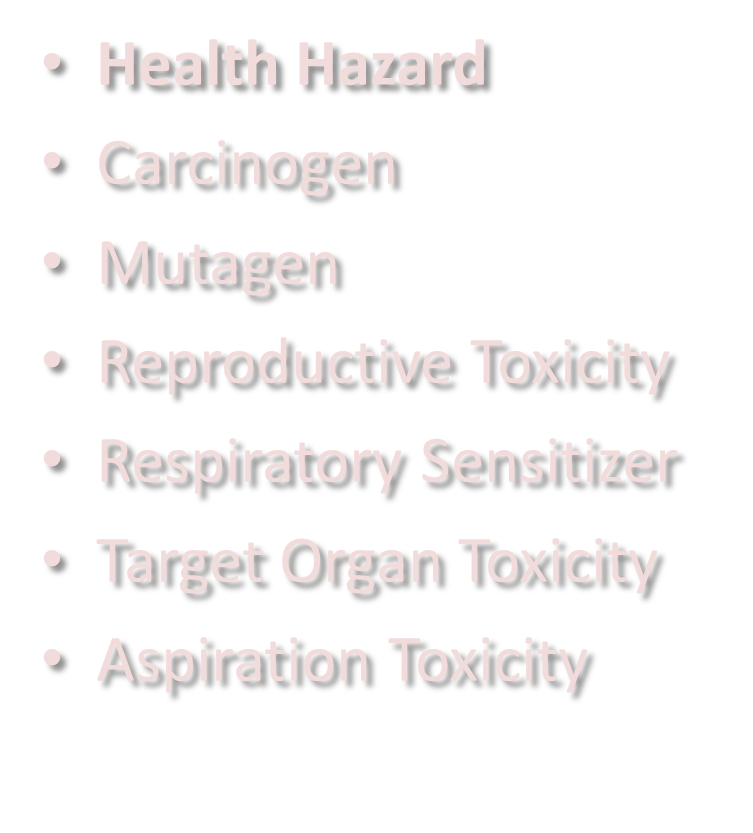 • Health Hazard
• Carcinogen
• Mutagen
• Reproductive Toxicity
• Respiratory Sensitizer
• Target Organ Toxicity
• Aspiration Toxicity